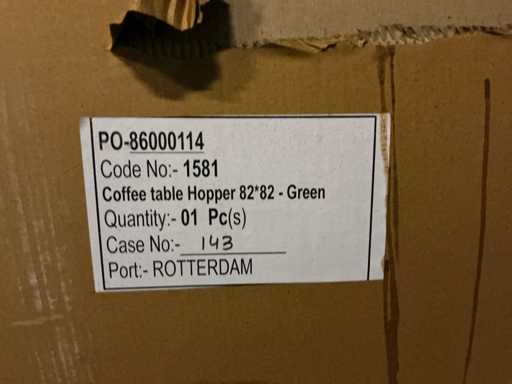 PO-86000114
Code No:- 1581
Coffee table Hopper 82*82 - Green
Quantity:- 01 Pc(s)
Case No:- 143
Port:- ROTTERDAM